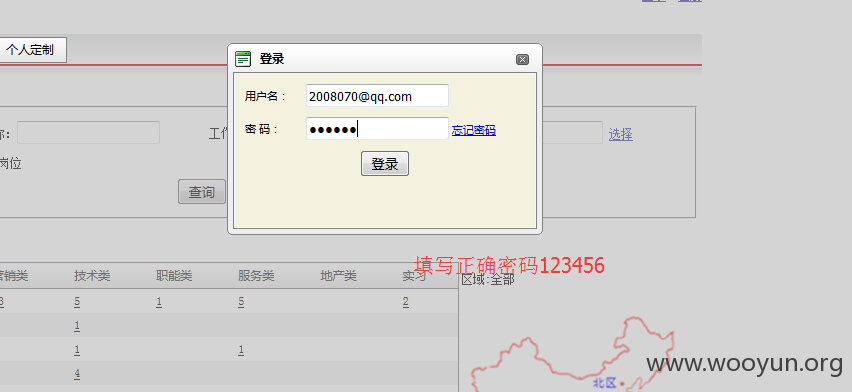 个人定制
登录
用户名：
2008070@qq.com
密 码：
●●●●●●
忘记密码
登录
称：
工作
选择
岗位
查询
填写正确密码123456
营销类 技术类 职能类 服务类 地产类 实习
区域:全部
3 5 1 5 2
1
1 1
4
北区
www.wooyun.org